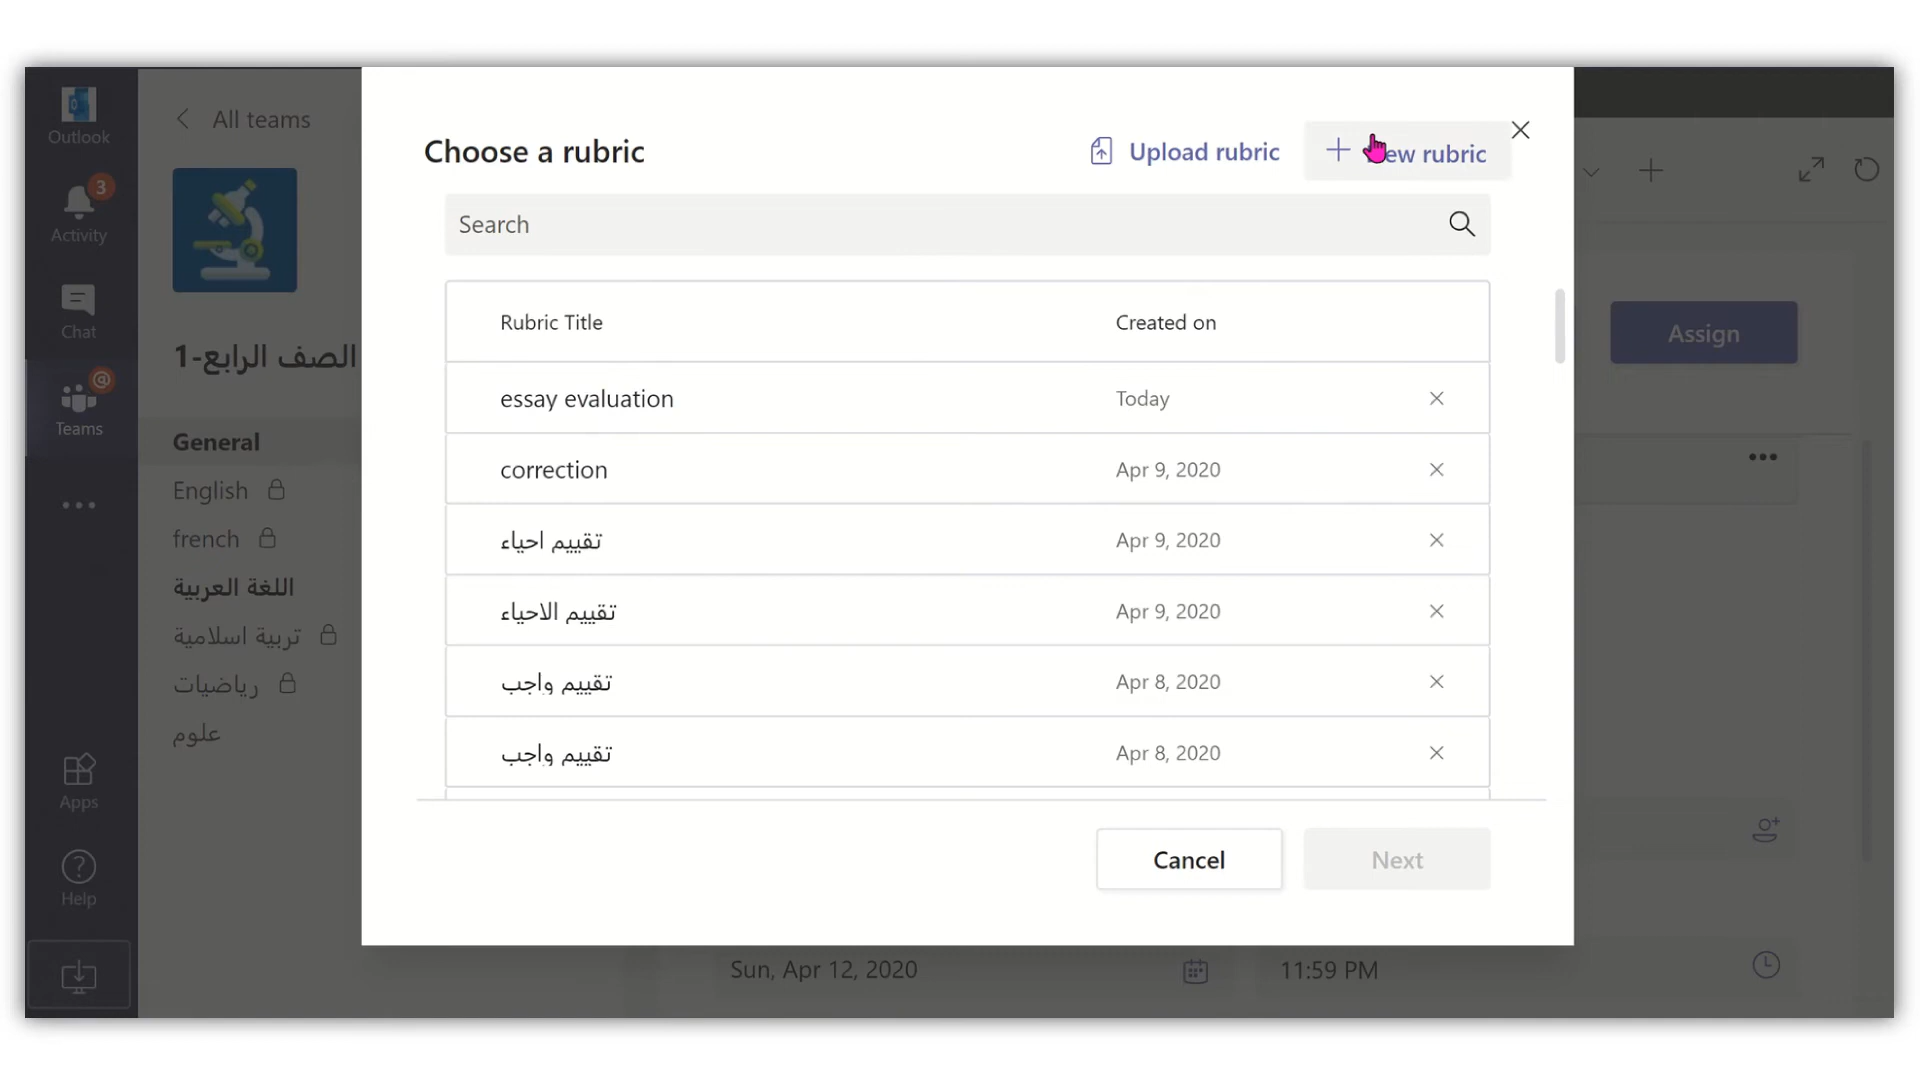 Outlook
Activity
3
Chat
Teams
@
Apps
Help
All teams
الصف الرابع-1
General
English
french
اللغة العربية
تربية اسلامية
رياضيات
علوم
Choose a rubric
Upload rubric
ew rubric
Search
Rubric Title Created on
essay evaluation Today
correction Apr 9, 2020
تقييم احياء Apr 9, 2020
تقييم الاحياء Apr 9, 2020
تقييم واجب Apr 8, 2020
تقييم واجب Apr 8, 2020
Cancel Next
Assign
Sun, Apr 12, 2020 11:59 PM